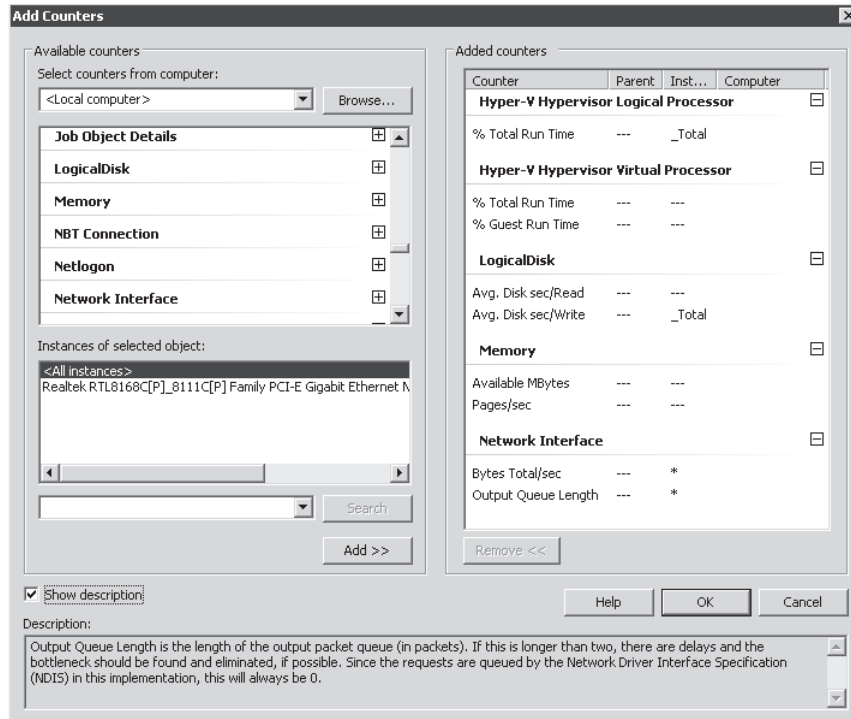 Add Counters
Available counters
Select counters from computer:
<Local computer>
Browse...
Job Object Details
LogicalDisk
Memory
NBT Connection
Netlogon
Network Interface
Instances of selected object:
<All instances>
Realtek RTL8168C[P]_8111C[P] Family PCI-E Gigabit Ethernet N
Search
Add >>
Added counters
Counter Parent Inst... Computer
Hyper-V Hypervisor Logical Processor
% Total Run Time --- _Total
Hyper-V Hypervisor Virtual Processor
% Total Run Time --- ---
% Guest Run Time --- ---
LogicalDisk
Avg. Disk sec/Read --- ---
Avg. Disk sec/Write --- _Total
Memory
Available MBytes --- ---
Pages/sec --- ---
Network Interface
Bytes Total/sec --- *
Output Queue Length --- *
Remove <<
Show description
Help
OK
Cancel
Description:
Output Queue Length is the length of the output packet queue (in packets). If this is longer than two, there are delays and the
bottleneck should be found and eliminated, if possible. Since the requests are queued by the Network Driver Interface Specification
(NDIS) in this implementation, this will always be 0.